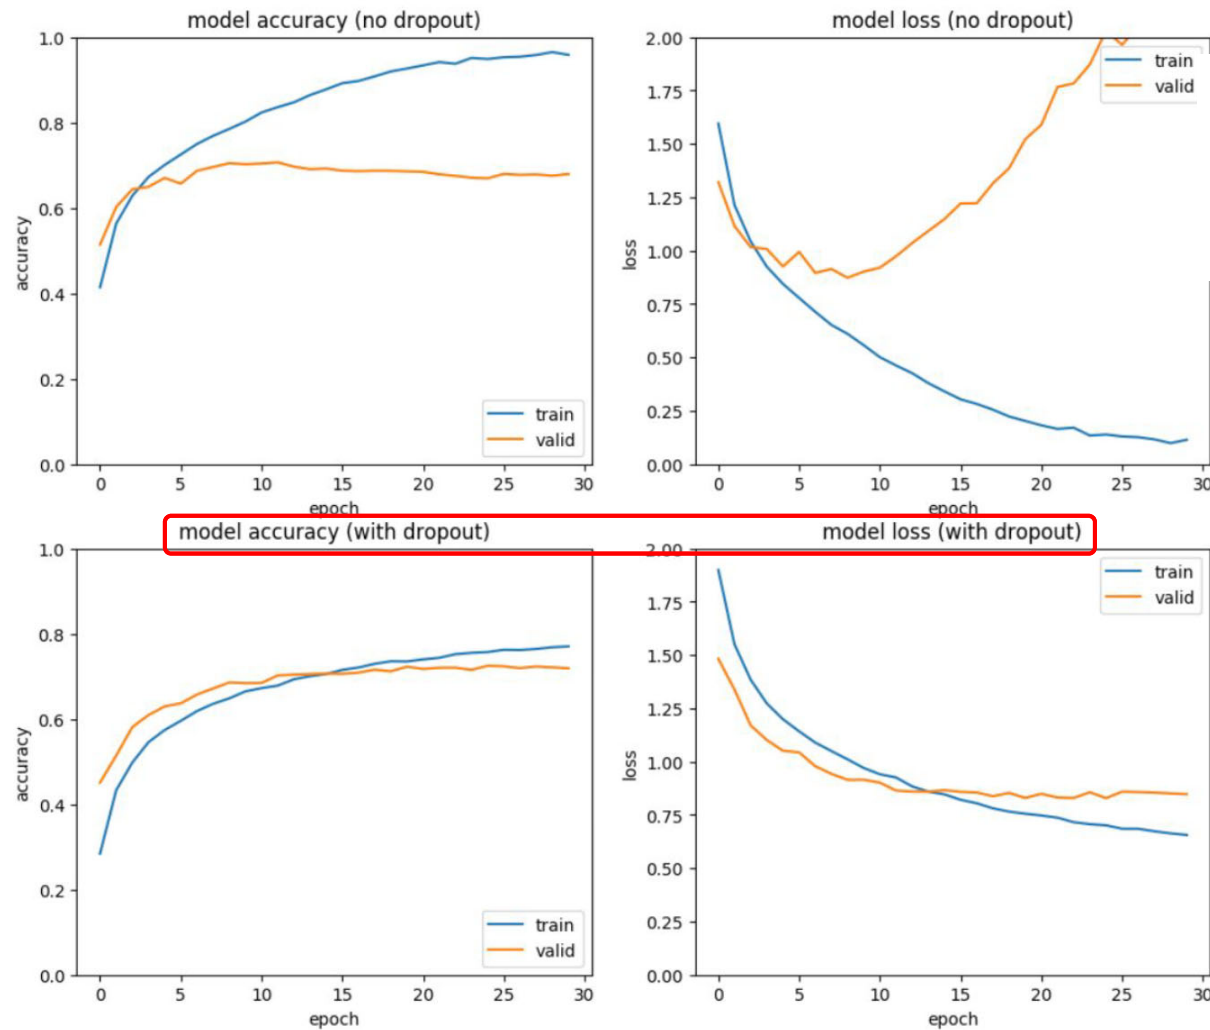 model accuracy (no dropout)
1.0
0.8
0.6
0.4
0.2
0.0
accuracy
train
valid
0 5 10 15 20 25 30
epoch
model loss (no dropout)
2.00
1.75
1.50
1.25
1.00
0.75
0.50
0.25
0.00
loss
train
valid
0 5 10 15 20 25 30
epoch
model accuracy (with dropout)
1.0
0.8
0.6
0.4
0.2
0.0
accuracy
train
valid
0 5 10 15 20 25 30
epoch
model loss (with dropout)
2.00
1.75
1.50
1.25
1.00
0.75
0.50
0.25
0.00
loss
train
valid
0 5 10 15 20 25 30
epoch